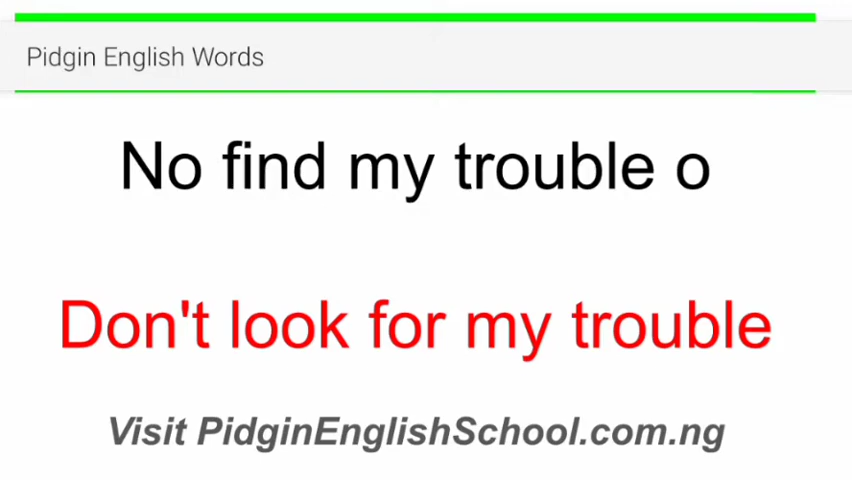 Pidgin English Words
No find my trouble o
Don't look for my trouble
Visit PidginEnglishSchool.com.ng